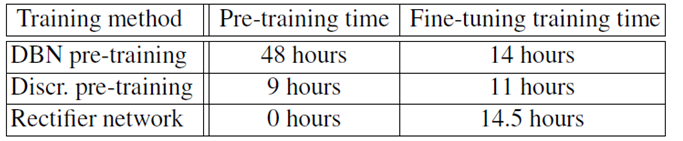 Training method Pre-training time Fine-tuning training time
DBN pre-training 48 hours 14 hours
Discr. pre-training 9 hours 11 hours
Rectifier network 0 hours 14.5 hours